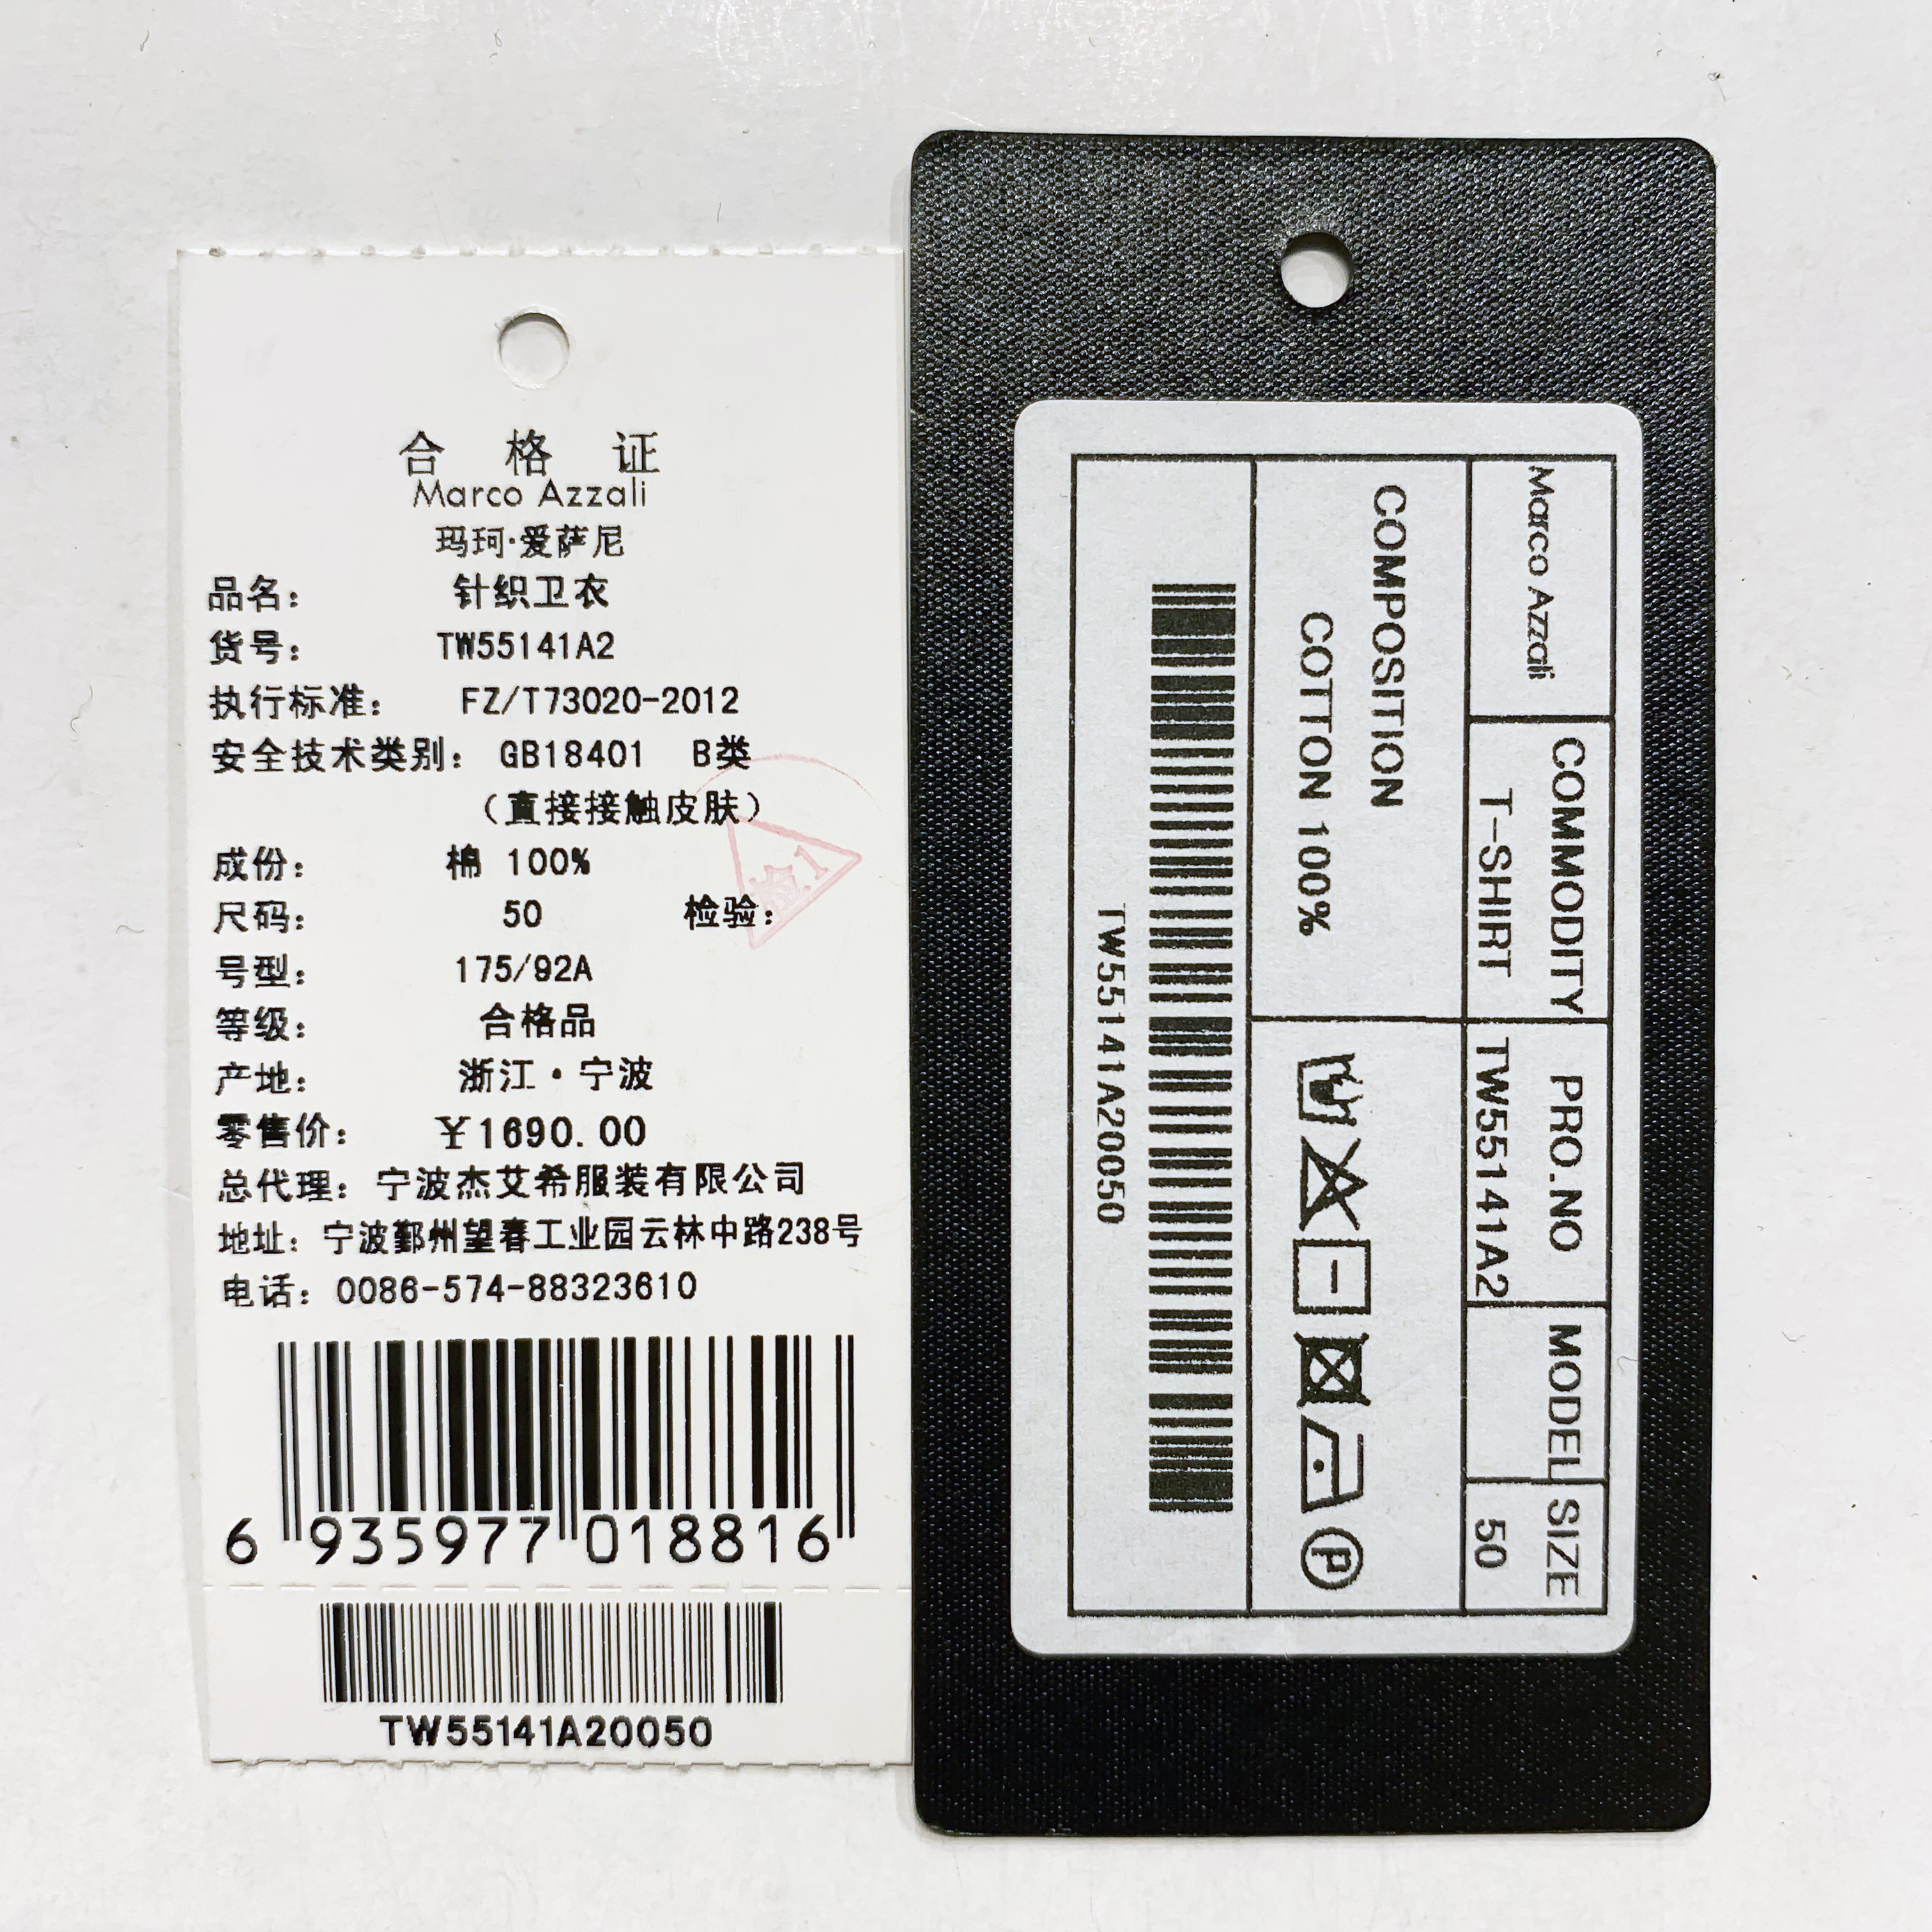 合 格 证
Marco Azzali
玛珂·爱萨尼
品名： 针织卫衣
货号： TW55141A2
执行标准： FZ/T73020-2012
安全技术类别： GB18401 B类
（直接接触皮肤）
成份： 棉 100%
尺码： 50 检验：
检1
号型： 175/92A
等级： 合格品
产地： 浙江·宁波
零售价： ￥1690.00
总代理：宁波杰艾希服装有限公司
地址：宁波鄞州望春工业园云林中路238号
电话：0086-574-88323610
6 935977 018816
TW55141A20050
Marco Azzali
COMMODITY
T-SHIRT
PRO.NO
TW55141A2
MODEL
SIZE
50
COMPOSITION
COTTON 100%
P
TW55141A20050